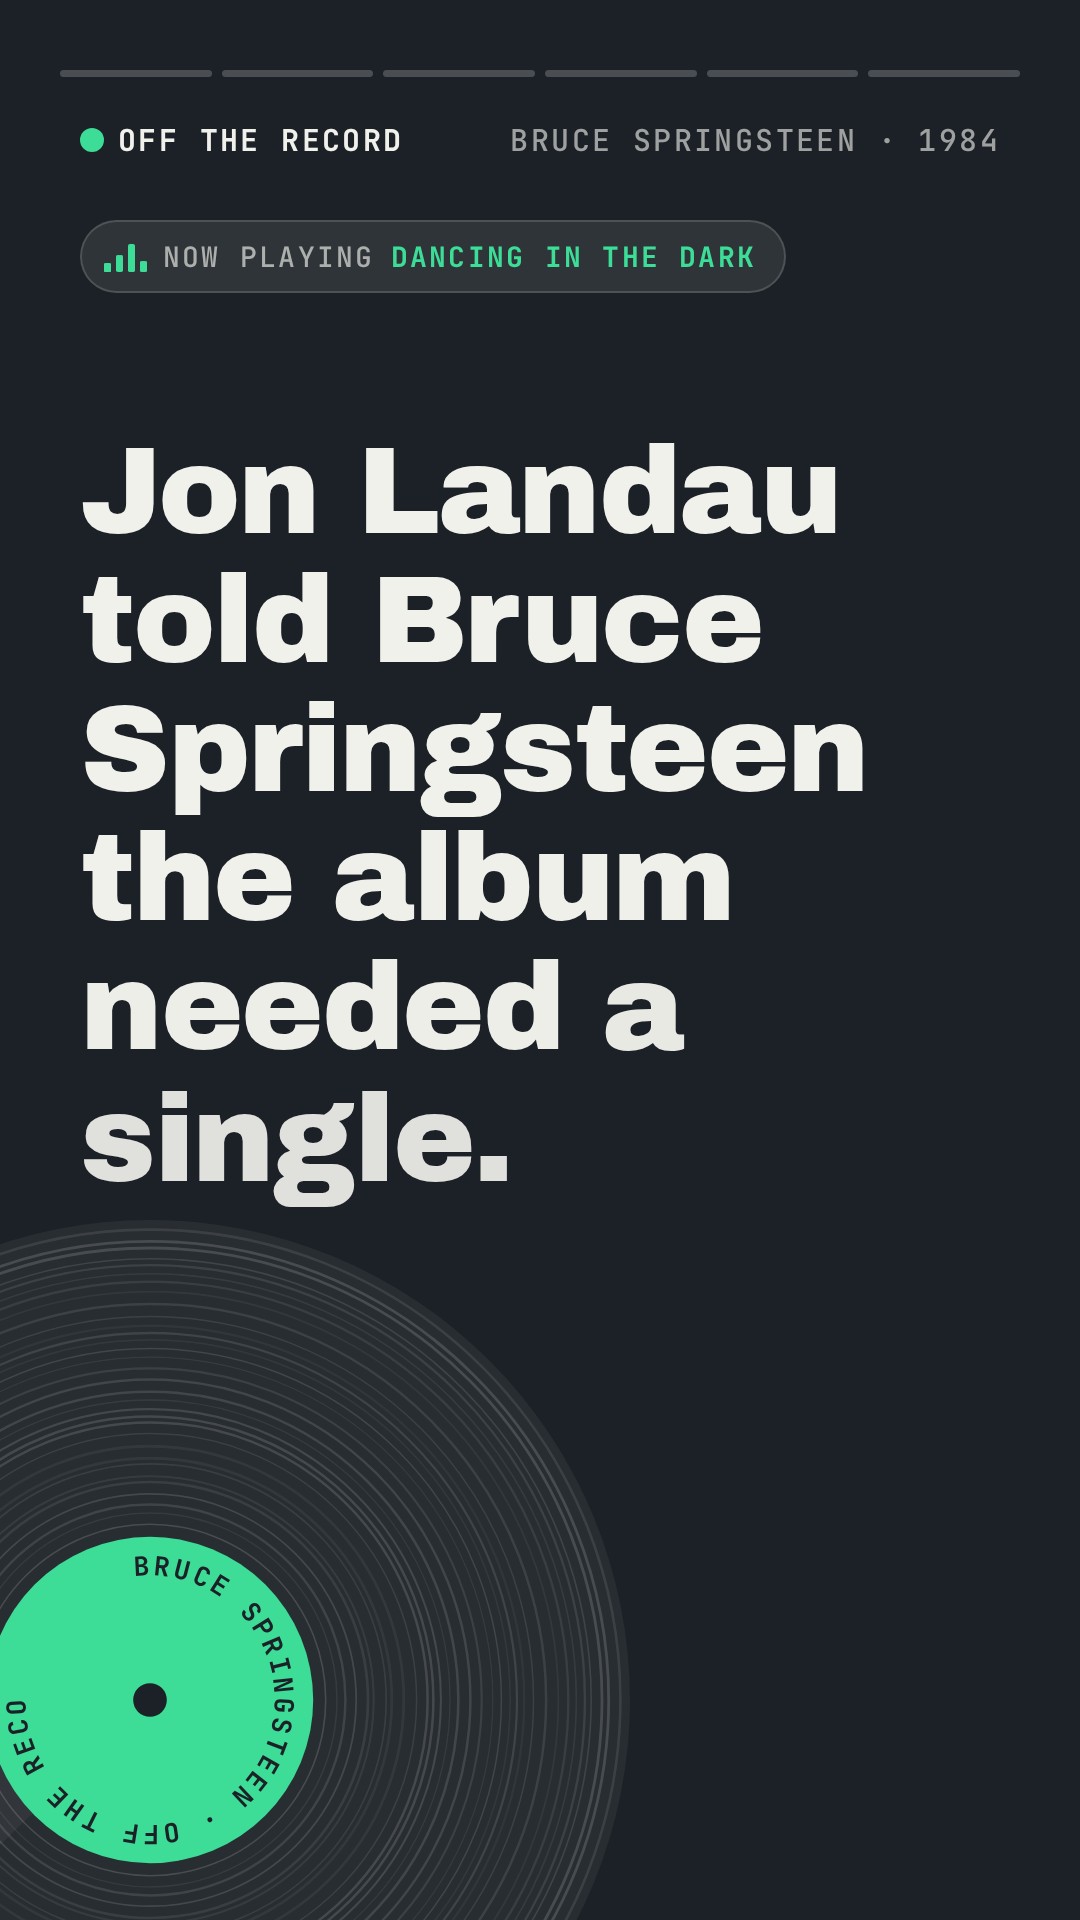 OFF THE RECORD
BRUCE SPRINGSTEEN · 1984
NOW PLAYING DANCING IN THE DARK
Jon Landau
told Bruce
Springsteen
the album
needed a
single.
BRUCE SPRINGSTEEN · OFF THE RECO